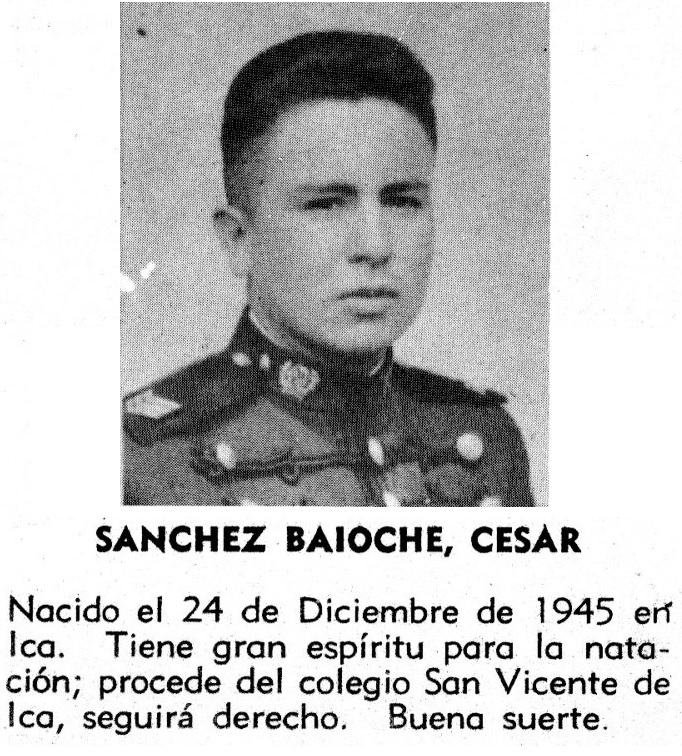 SANCHEZ BAIOCHE, CESAR
Nacido el 24 de Diciembre de 1945 en
Ica. Tiene gran espíritu para la nata-
ción; procede del colegio San Vicente de
Ica, seguirá derecho. Buena suerte.